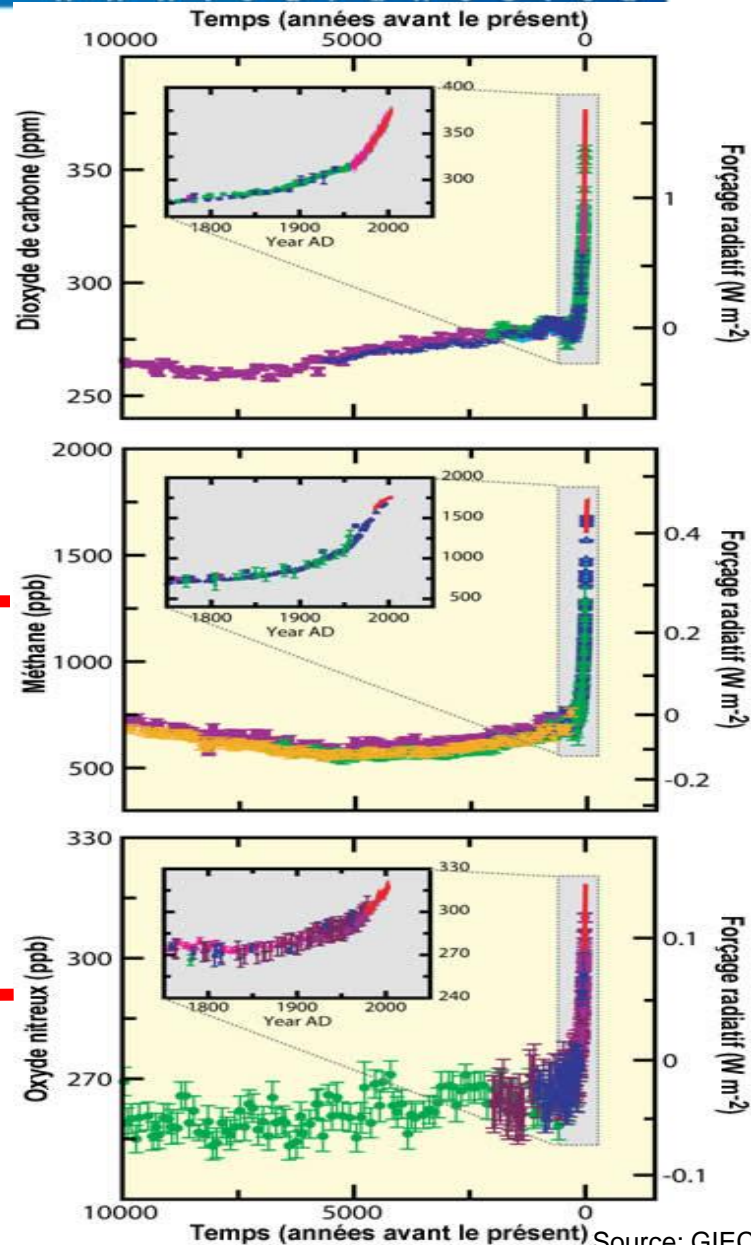 Temps (années avant le présent)
10000 5000 0
Dioxyde de carbone (ppm)
350
300
250
400
350
300
1800 1900 2000
Year AD
1
0
Forçage radiatif (W m-2)
Méthane (ppb)
2000
1500
1000
500
2000
1500
1000
500
1800 1900 2000
Year AD
0.4
0.2
0
-0.2
Forçage radiatif (W m-2)
Oxyde nitreux (ppb)
330
300
270
330
300
270
240
1800 1900 2000
Year AD
0.1
0
-0.1
Forçage radiatif (W m-2)
10000 5000 0
Temps (années avant le présent)
Source: GIEC